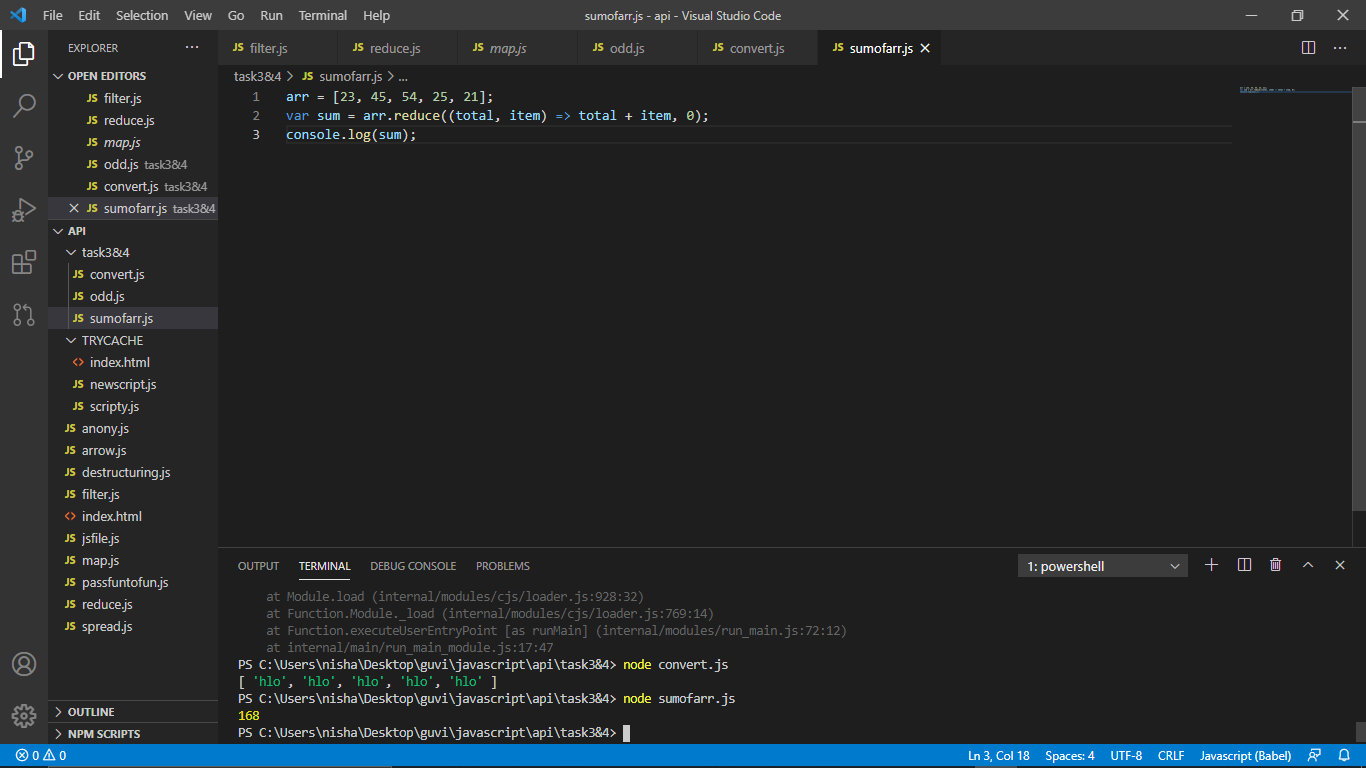 File Edit Selection View Go Run Terminal Help sumofarr.js - api - Visual Studio Code
EXPLORER ...
JS filter.js JS reduce.js JS map.js JS odd.js JS convert.js JS sumofarr.js
OPEN EDITORS
JS filter.js
JS reduce.js
JS map.js
JS odd.js task3&4
JS convert.js task3&4
JS sumofarr.js task3&4
API
task3&4
JS convert.js
JS odd.js
JS sumofarr.js
TRYCACHE
<> index.html
JS newscript.js
JS scripty.js
JS anony.js
JS arrow.js
JS destructuring.js
JS filter.js
<> index.html
JS jsfile.js
JS map.js
JS passfuntofun.js
JS reduce.js
JS spread.js
OUTLINE
NPM SCRIPTS
task3&4 > JS sumofarr.js > ...
1 arr = [23, 45, 54, 25, 21];
2 var sum = arr.reduce((total, item) => total + item, 0);
3 console.log(sum);
OUTPUT TERMINAL DEBUG CONSOLE PROBLEMS 1: powershell
at Module.load (internal/modules/cjs/loader.js:928:32)
at Function.Module._load (internal/modules/cjs/loader.js:769:14)
at Function.executeUserEntryPoint [as runMain] (internal/modules/run_main.js:72:12)
at internal/main/run_main_module.js:17:47
PS C:\Users\nisha\Desktop\guvi\javascript\api\task3&4> node convert.js
[ 'hlo', 'hlo', 'hlo', 'hlo', 'hlo' ]
PS C:\Users\nisha\Desktop\guvi\javascript\api\task3&4> node sumofarr.js
168
PS C:\Users\nisha\Desktop\guvi\javascript\api\task3&4>
0 0 Ln 3, Col 18 Spaces: 4 UTF-8 CRLF Javascript (Babel)